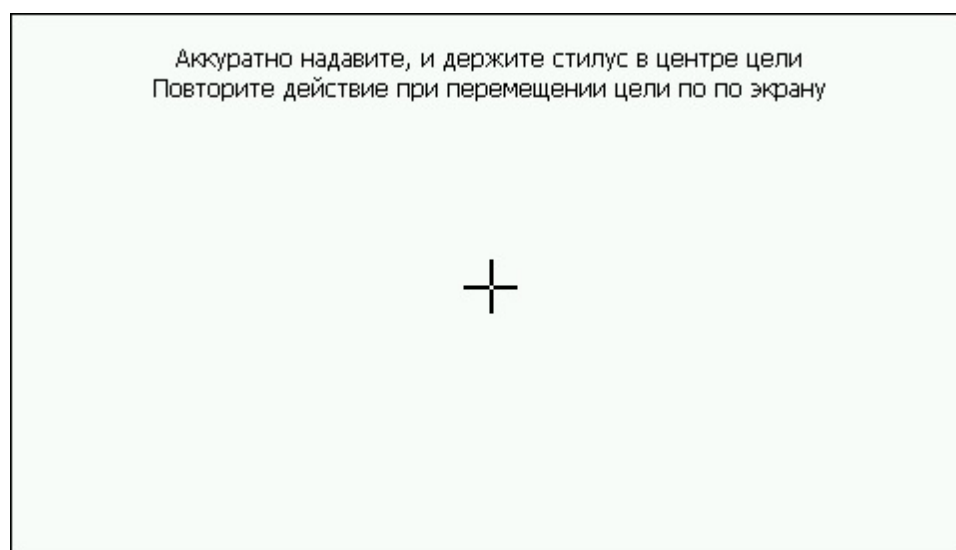 Аккуратно надавите, и держите стилус в центре цели
Повторите действие при перемещении цели по по экрану